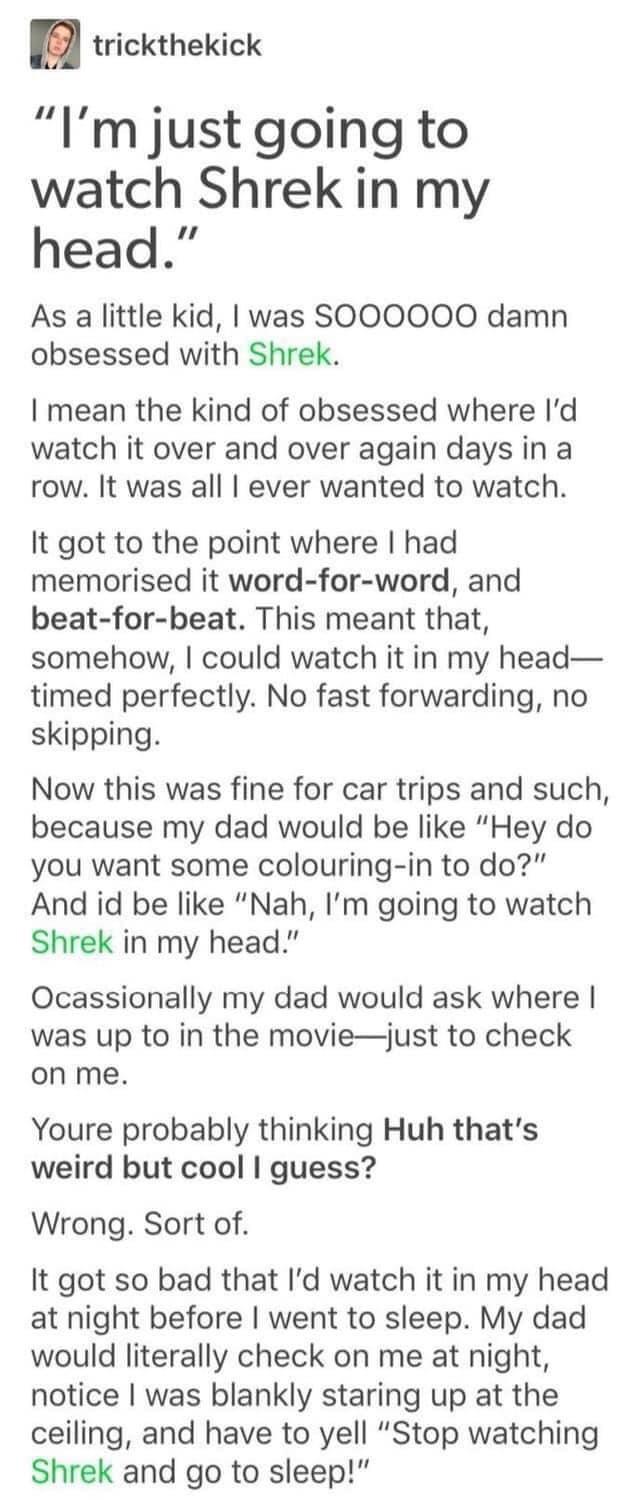 trickthekick
“I’m just going to
watch Shrek in my
head.”
As a little kid, I was SOOOOOO damn
obsessed with Shrek.
I mean the kind of obsessed where I’d
watch it over and over again days in a
row. It was all I ever wanted to watch.
It got to the point where I had
memorised it word-for-word, and
beat-for-beat. This meant that,
somehow, I could watch it in my head—
timed perfectly. No fast forwarding, no
skipping.
Now this was fine for car trips and such,
because my dad would be like “Hey do
you want some colouring-in to do?”
And id be like “Nah, I’m going to watch
Shrek in my head.”
Ocassionally my dad would ask where I
was up to in the movie—just to check
on me.
Youre probably thinking Huh that’s
weird but cool I guess?
Wrong. Sort of.
It got so bad that I’d watch it in my head
at night before I went to sleep. My dad
would literally check on me at night,
notice I was blankly staring up at the
ceiling, and have to yell “Stop watching
Shrek and go to sleep!”